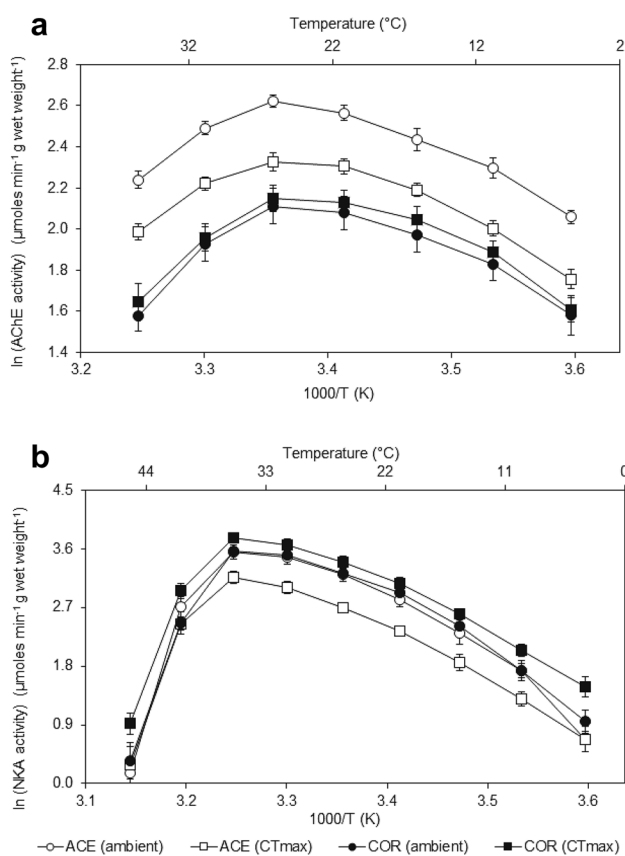 a
Temperature (°C)
32 22 12 2
2.8
2.6
2.4
2.2
2.0
1.8
1.6
1.4
ln (AChE activity) (µmoles min-1 g wet weight-1)
3.2 3.3 3.4 3.5 3.6
1000/T (K)
b
Temperature (°C)
44 33 22 11 0
4.5
3.6
2.7
1.8
0.9
0.0
ln (NKA activity) (µmoles min-1 g wet weight-1)
3.1 3.2 3.3 3.4 3.5 3.6
1000/T (K)
ACE (ambient) ACE (CTmax) COR (ambient) COR (CTmax)